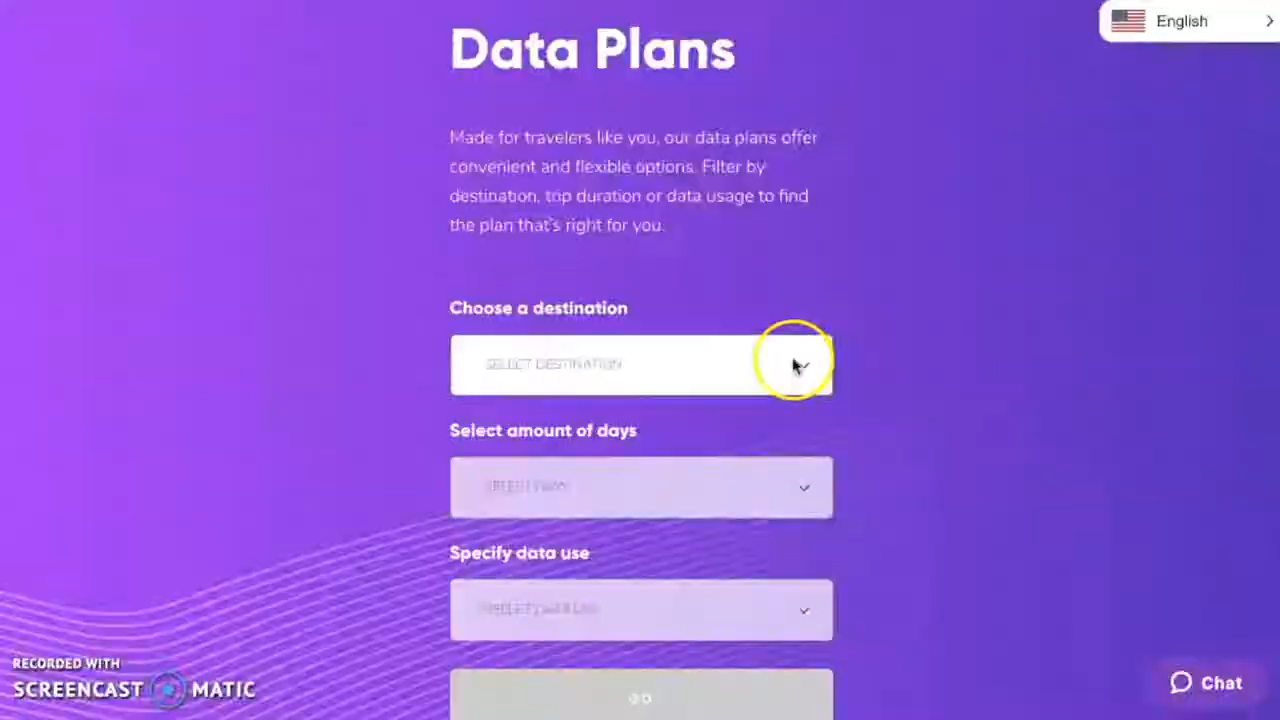 English
Data Plans
Made for travelers like you, our data plans offer
convenient and flexible options. Filter by
destination, trip duration or data usage to find
the plan that's right for you.
Choose a destination
SELECT DESTINATION
Select amount of days
Specify data use
GO
RECORDED WITH
SCREENCAST MATIC
Chat